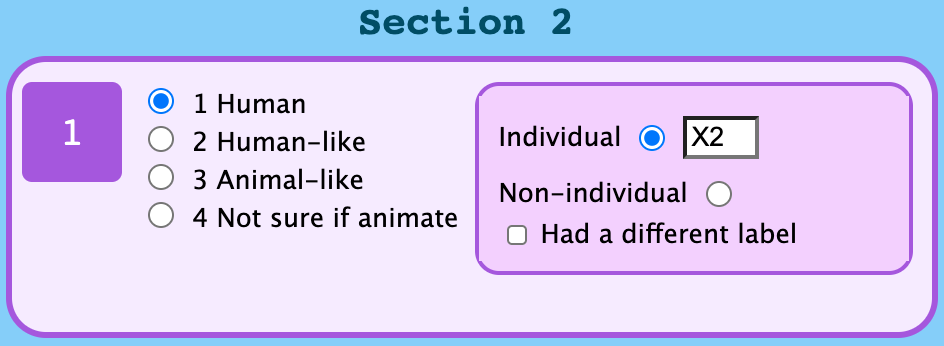 Section 2
1
1 Human
2 Human-like
3 Animal-like
4 Not sure if animate
Individual X2
Non-individual
Had a different label